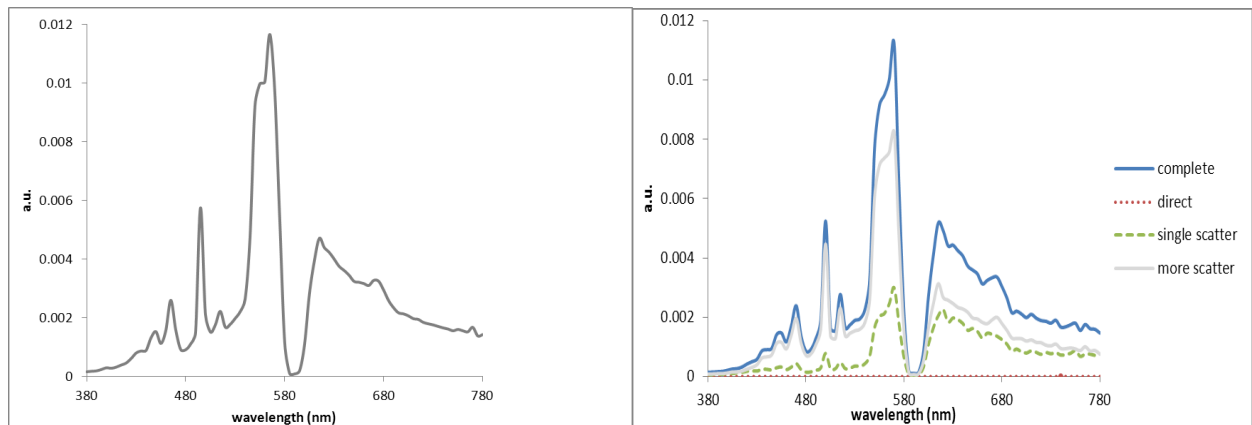 0.012
0.01
0.008
0.006
0.004
0.002
0
a.u.
380 480 580 680 780
wavelength (nm)
0.012
0.01
0.008
0.006
0.004
0.002
0
a.u.
380 480 580 680 780
wavelength (nm)
complete
direct
single scatter
more scatter